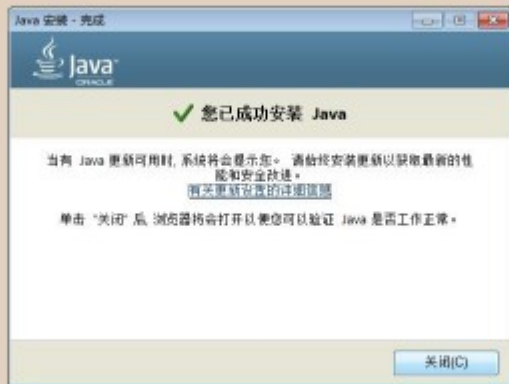 Java 安装 - 完成
Java
ORACLE
您已成功安装 Java
当有 Java 更新可用时, 系统将会提示您。 请始终安装更新以获取最新的性
能和安全改进。
有关更新设置的详细信息
单击 "关闭" 后, 浏览器将会打开以便您可以验证 Java 是否工作正常。
关闭(C)